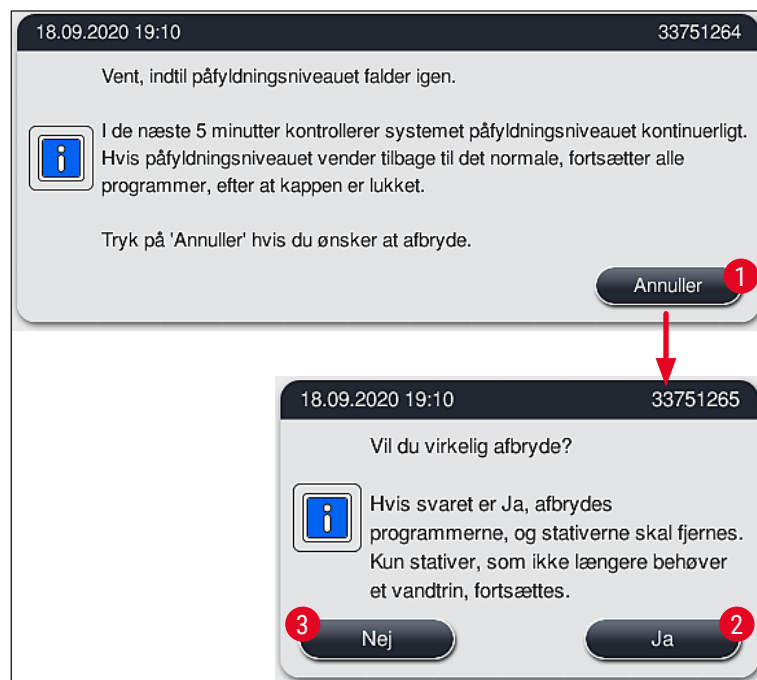 18.09.2020 19:10 33751264
Vent, indtil påfyldningsniveauet falder igen.
I de næste 5 minutter kontrollerer systemet påfyldningsniveauet kontinuerligt.
Hvis påfyldningsniveauet vender tilbage til det normale, fortsætter alle
programmer, efter at kappen er lukket.
Tryk på 'Annuller' hvis du ønsker at afbryde.
Annuller 1
18.09.2020 19:10 33751265
Vil du virkelig afbryde?
Hvis svaret er Ja, afbrydes
programmerne, og stativerne skal fjernes.
Kun stativer, som ikke længere behøver
et vandtrin, fortsættes.
3 Nej Ja 2